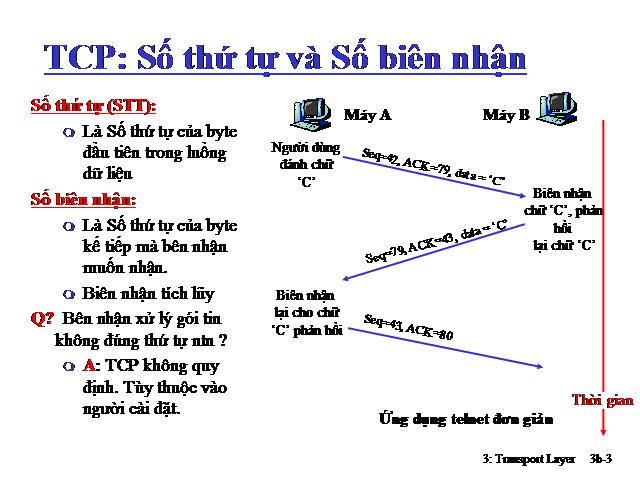 TCP: Số thứ tự và Số biên nhận
Số thứ tự (STT):
Là Số thứ tự của byte
đầu tiên trong luồng
dữ liệu
Số biên nhận:
Là Số thứ tự của byte
kế tiếp mà bên nhận
muốn nhận.
Biên nhận tích lũy
Q? Bên nhận xử lý gói tin
không đúng thứ tự ntn ?
A: TCP không quy
định. Tùy thuộc vào
người cài đặt.
Máy A
Máy B
Người dùng
đánh chữ
‘C’
Seq=42, ACK=79, data = ‘C’
Biên nhận
chữ ‘C’, phản
hồi
lại chữ ‘C’
Seq=79, ACK=43, data = ‘C’
Biên nhận
lại cho chữ
‘C’ phản hồi
Seq=43, ACK=80
Thời gian
Ứng dụng telnet đơn giản
3: Transport Layer 3b-3